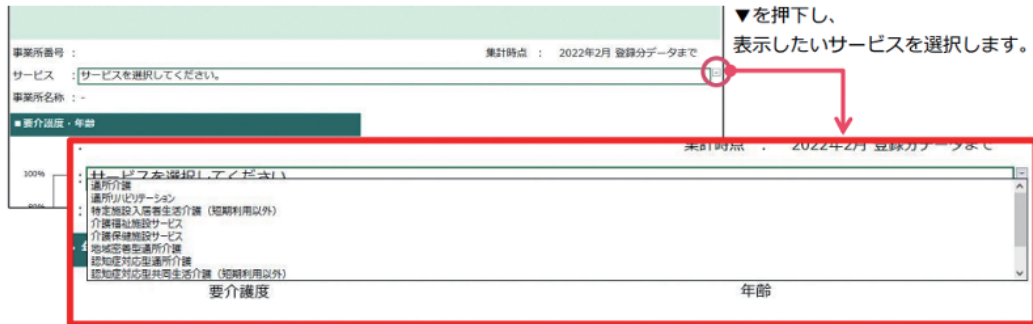 ▼を押下し、
表示したいサービスを選択します。
事業所番号 :
集計時点 : 2022年2月 登録分データまで
サービス : サービスを選択してください。
事業所名称 : -
■要介護度・年齢
集計時点 : 2022年2月 登録分データまで
100%
: サービスを選択してください
通所介護
通所リハビリテーション
特定施設入居者生活介護（短期利用以外）
介護福祉施設サービス
介護保健施設サービス
地域密着型通所介護
認知症対応型通所介護
認知症対応型共同生活介護（短期利用以外）
要介護度
年齢